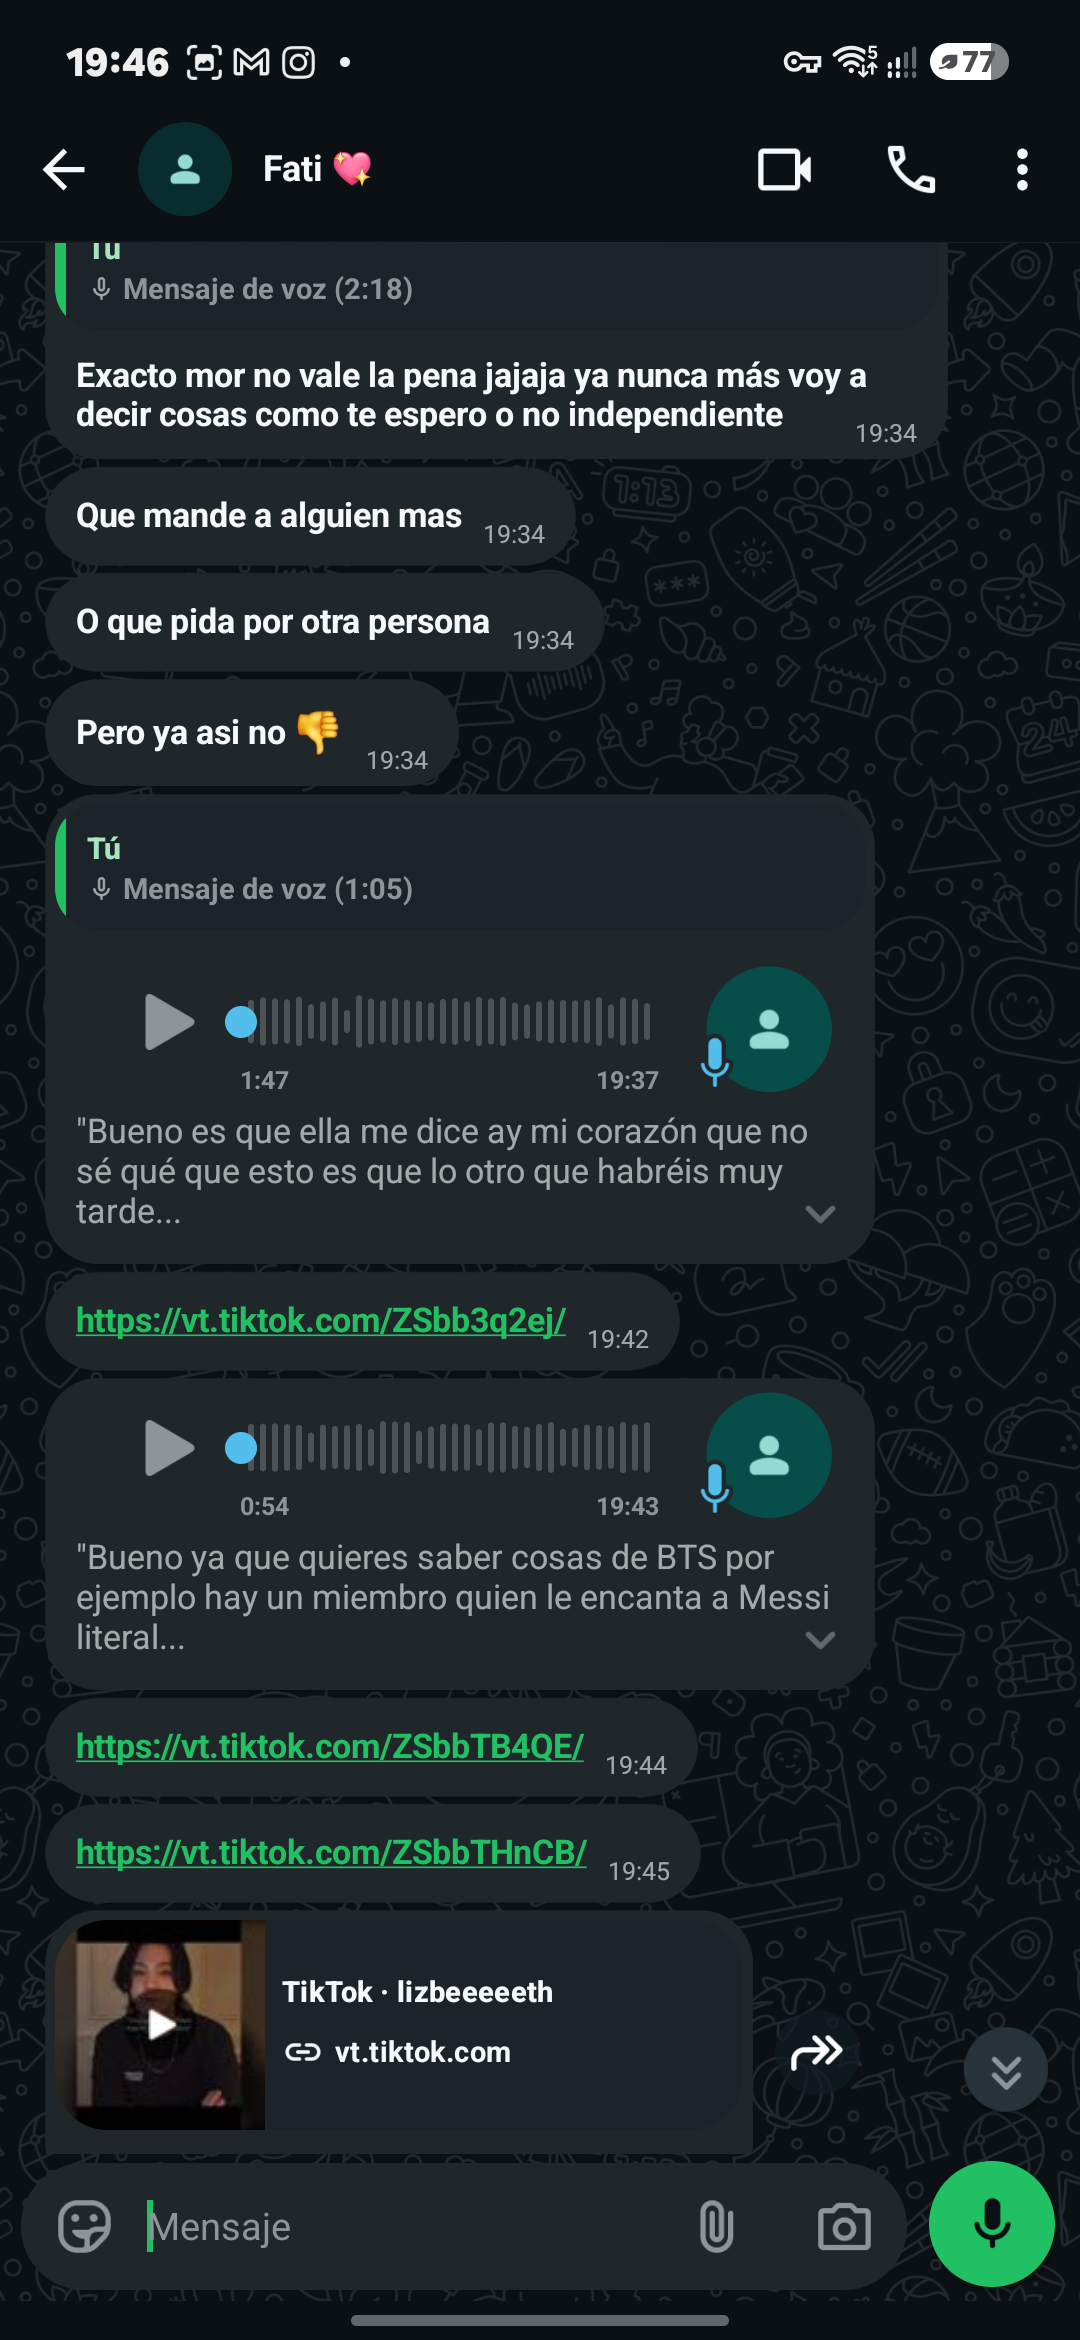 19:46
5
77
Fati 💖
Tú
Mensaje de voz (2:18)
Exacto mor no vale la pena jajaja ya nunca más voy a
decir cosas como te espero o no independiente
19:34
Que mande a alguien mas 19:34
O que pida por otra persona 19:34
Pero ya asi no 👎 19:34
Tú
Mensaje de voz (1:05)
1:47 19:37
"Bueno es que ella me dice ay mi corazón que no
sé qué que esto es que lo otro que habréis muy
tarde...
https://vt.tiktok.com/ZSbb3q2ej/ 19:42
0:54 19:43
"Bueno ya que quieres saber cosas de BTS por
ejemplo hay un miembro quien le encanta a Messi
literal...
https://vt.tiktok.com/ZSbbTB4QE/ 19:44
https://vt.tiktok.com/ZSbbTHnCB/ 19:45
TikTok · lizbeeeeeth
vt.tiktok.com
Mensaje